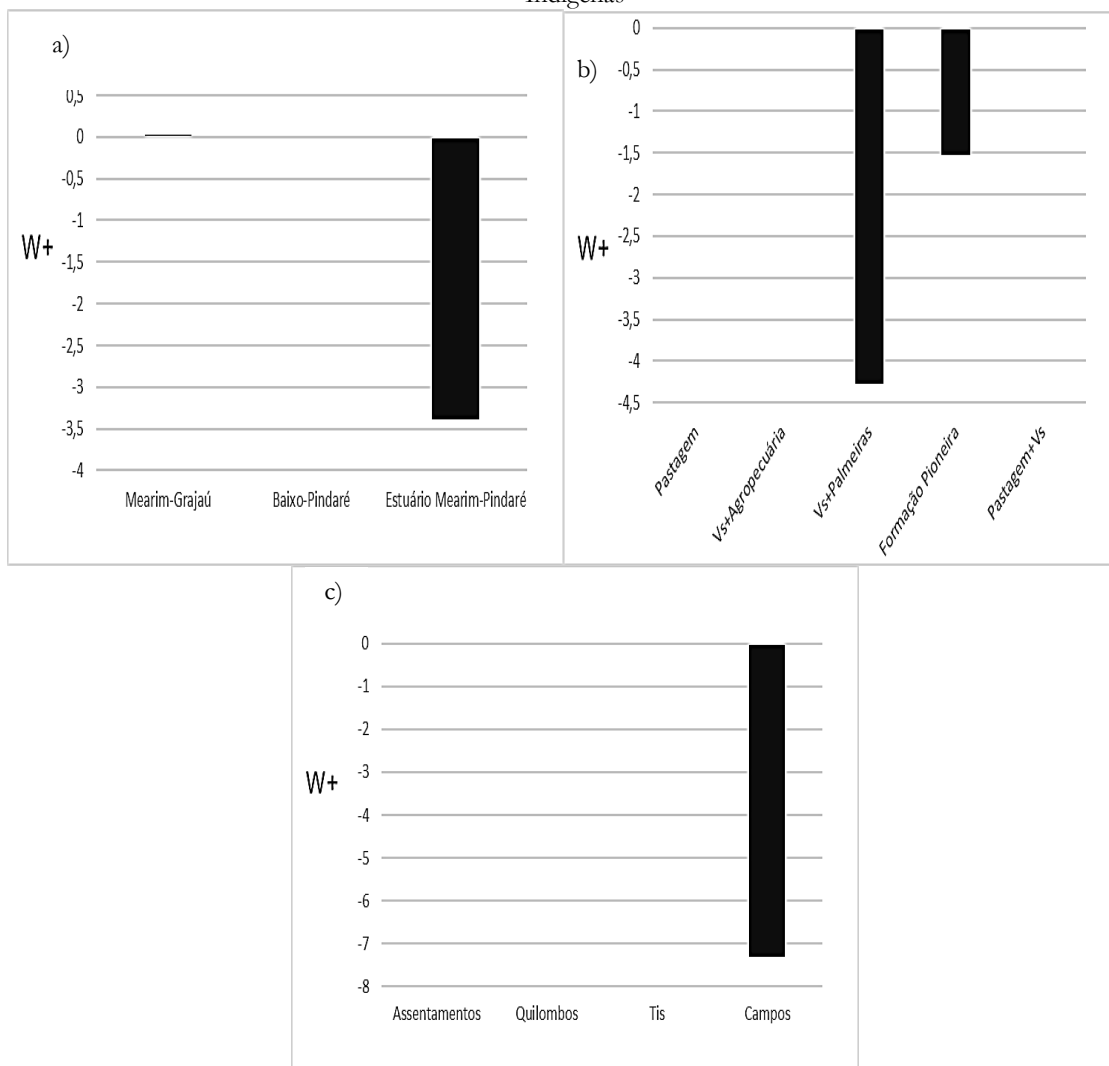 Indígenas
a)
0,5
0
-0,5
-1
-1,5
-2
-2,5
-3
-3,5
-4
W+
Mearim-Grajaú Baixo-Pindaré Estuário Mearim-Pindaré
b)
0
-0,5
-1
-1,5
-2
-2,5
-3
-3,5
-4
-4,5
W+
Pastagem
Vs+Agropecuária
Vs+Palmeiras
Formação Pioneira
Pastagem+Vs
c)
0
-1
-2
-3
-4
-5
-6
-7
-8
W+
Assentamentos Quilombos Tis Campos